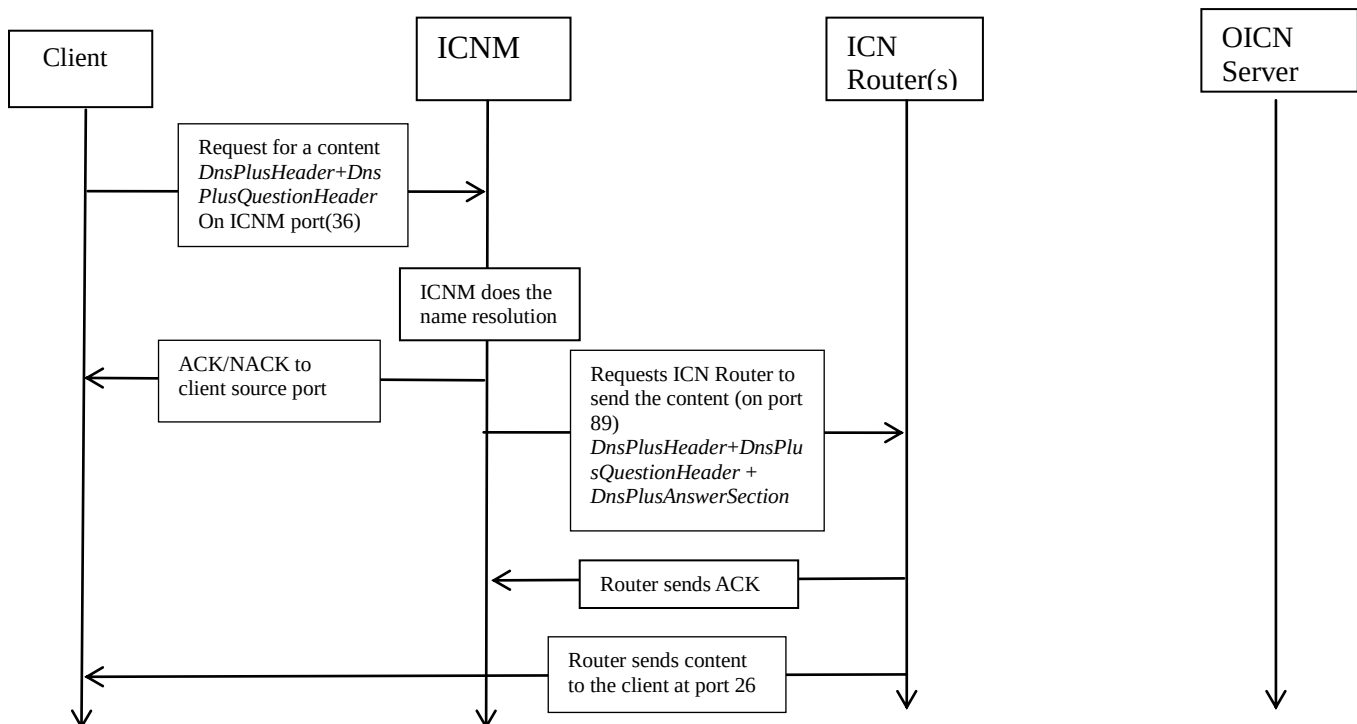 Client
ICNM
ICN
Router(s)
OICN
Server
Request for a content
DnsPlusHeader+Dns
PlusQuestionHeader
On ICNM port(36)
ICNM does the
name resolution
ACK/NACK to
client source port
Requests ICN Router to
send the content (on port
89)
DnsPlusHeader+DnsPlu
sQuestionHeader +
DnsPlusAnswerSection
Router sends ACK
Router sends content
to the client at port 26